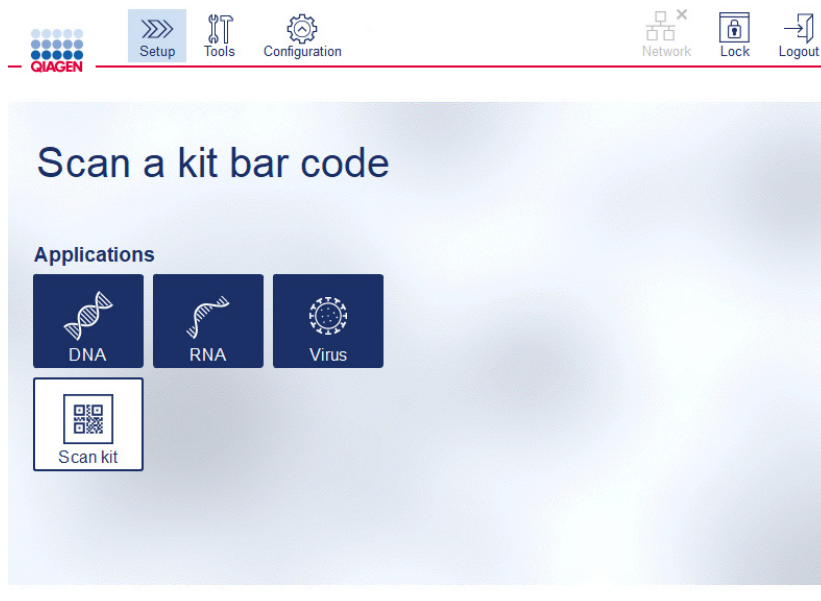 QIAGEN
Setup
Tools
Configuration
Network
Lock
Logout
Scan a kit bar code
Applications
DNA
RNA
Virus
Scan kit